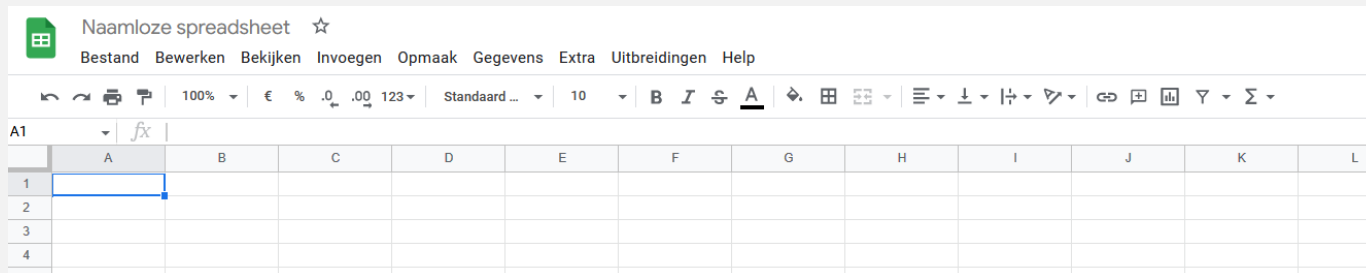 Naamloze spreadsheet
Bestand Bewerken Bekijken Invoegen Opmaak Gegevens Extra Uitbreidingen Help
100% € % .0 .00 123 Standaard ... 10 B I S A
A1 fx
A B C D E F G H I J K L
1
2
3
4